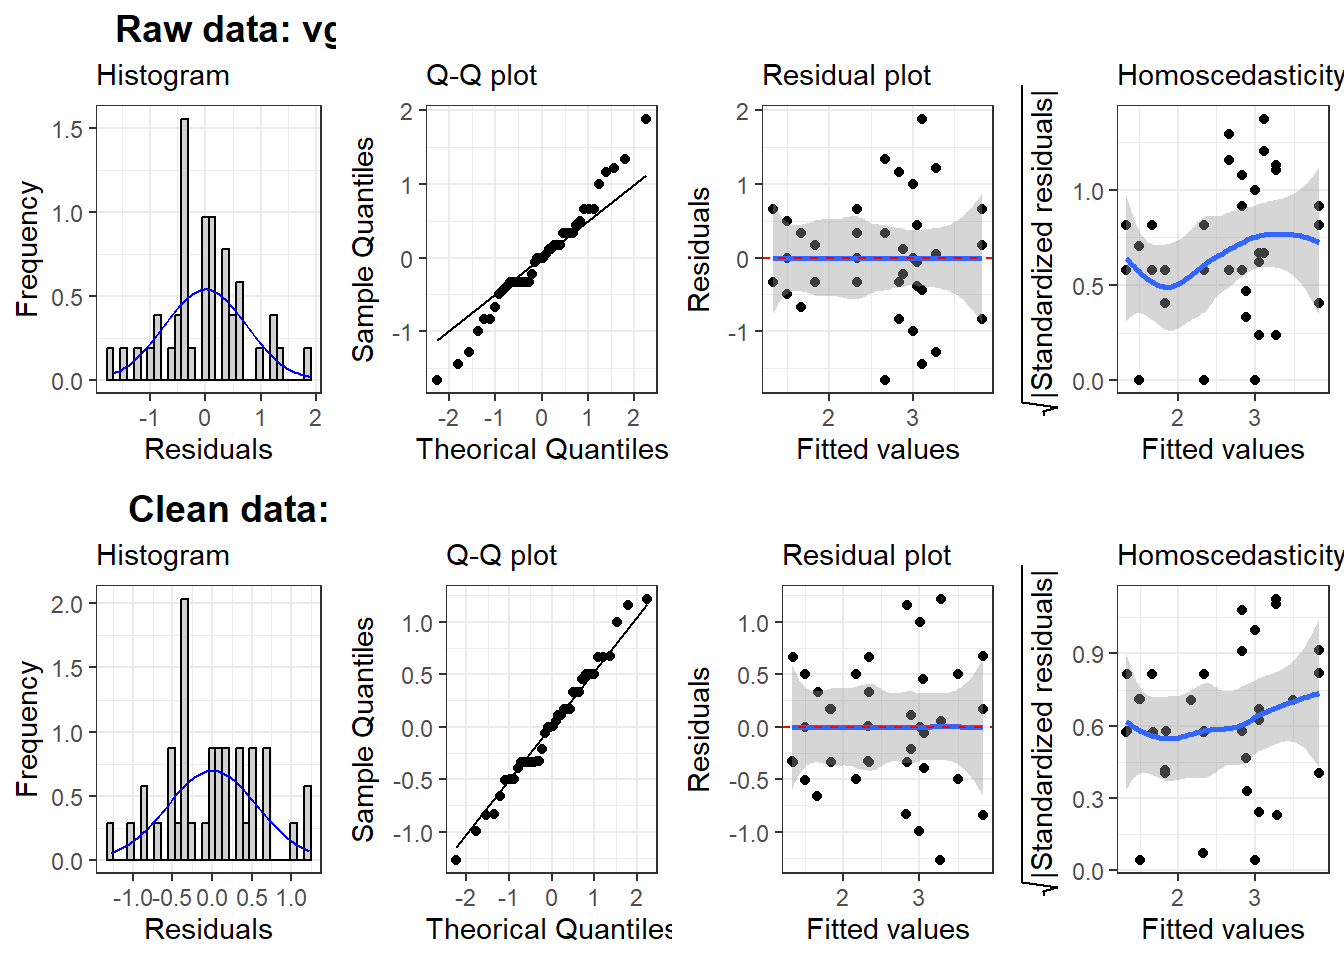 Raw data: vg
Histogram
Q-Q plot
Residual plot
Homoscedasticity
Frequency
1.5
1.0
0.5
0.0
-1
0
1
2
Residuals
Sample Quantiles
2
1
0
-1
-2
-1
0
1
2
Theorical Quantiles
Residuals
2
1
0
-1
2
3
Fitted values
√|Standardized residuals|
1.0
0.5
0.0
2
3
Fitted values
Clean data:
Histogram
Q-Q plot
Residual plot
Homoscedasticity
Frequency
2.0
1.5
1.0
0.5
0.0
-1.0
-0.5
0.0
0.5
1.0
Residuals
Sample Quantiles
1.0
0.5
0.0
-0.5
-1.0
-2
-1
0
1
2
Theorical Quantiles
Residuals
1.0
0.5
0.0
-0.5
-1.0
2
3
Fitted values
√|Standardized residuals|
0.9
0.6
0.3
0.0
2
3
Fitted values